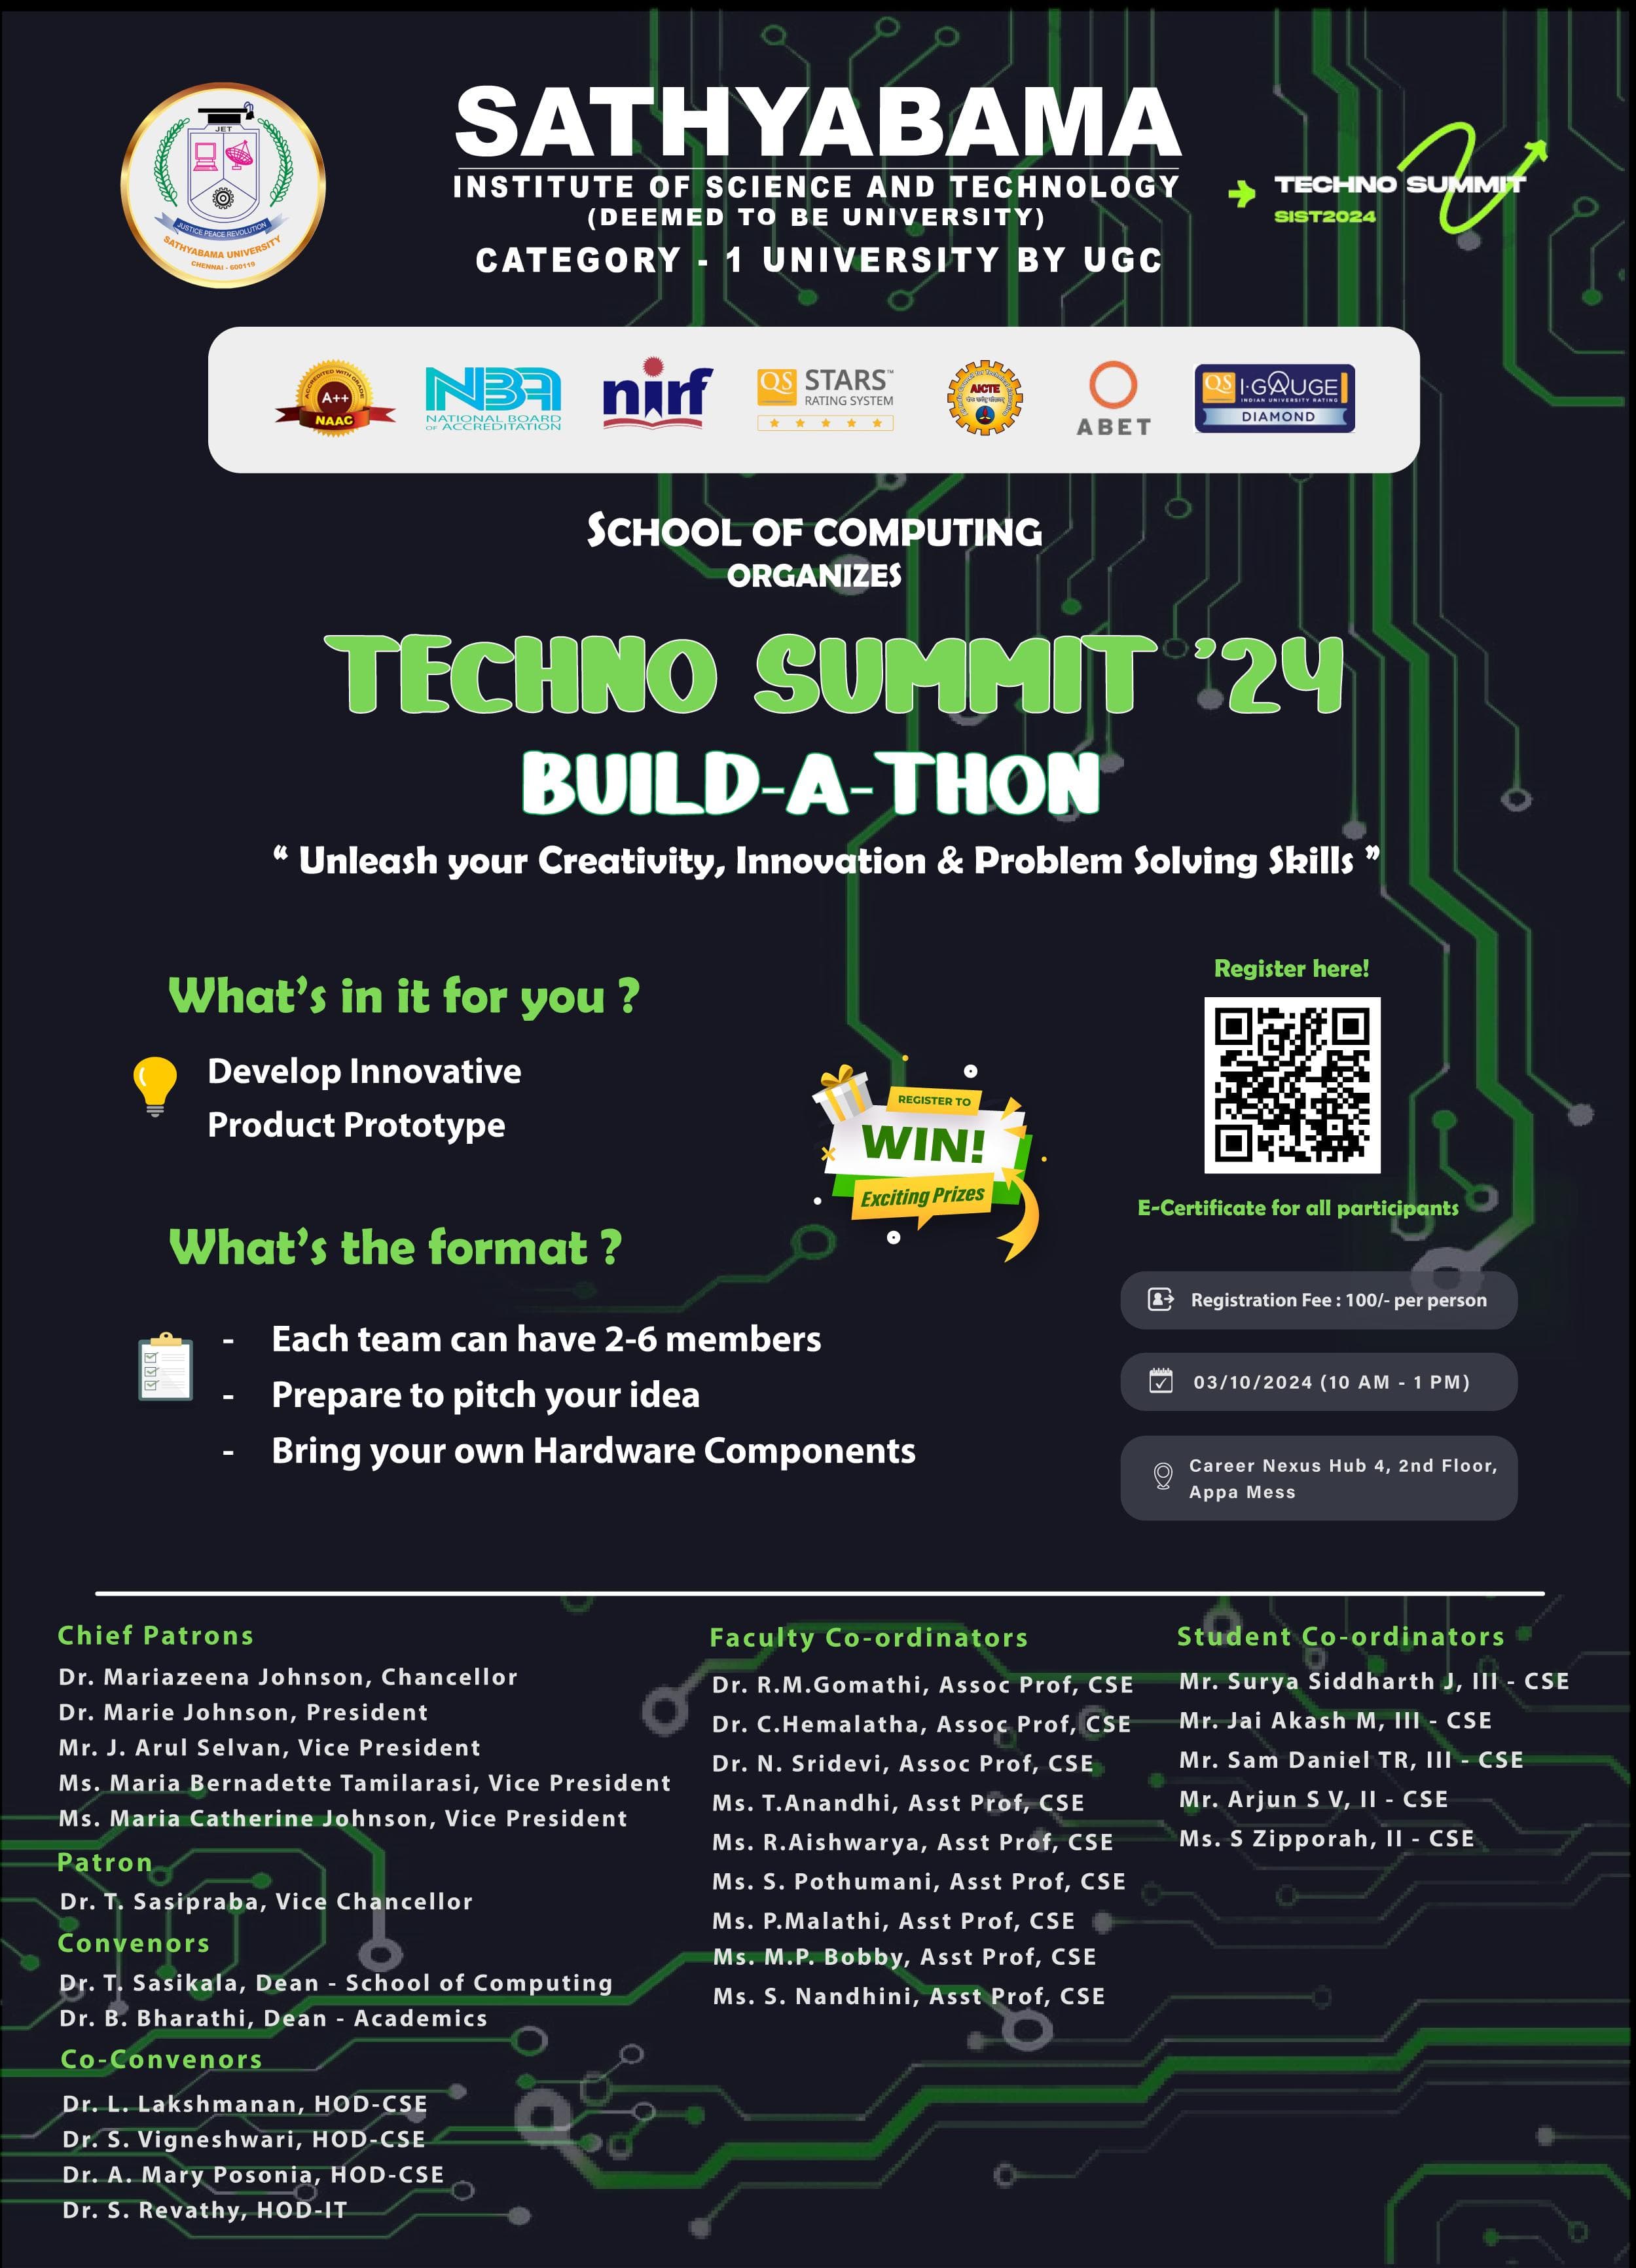 JET
JUSTICE PEACE REVOLUTION
SATHYABAMA UNIVERSITY
CHENNAI - 600119
SATHYABAMA
INSTITUTE OF SCIENCE AND TECHNOLOGY
(DEEMED TO BE UNIVERSITY)
CATEGORY - 1 UNIVERSITY BY UGC
TECHNO SUMMIT
SIST2024
ACCREDITED WITH GRADE
A++
NAAC
NBA
NATIONAL BOARD
OF ACCREDITATION
nirf
QS STARS™
RATING SYSTEM
AICTE
ABET
QS I·GAUGE
INDIAN UNIVERSITY RATING
DIAMOND
SCHOOL OF COMPUTING
ORGANIZES
TECHNO SUMMIT '24
BUILD-A-THON
“ Unleash your Creativity, Innovation & Problem Solving Skills ”
What's in it for you ?
Develop Innovative
Product Prototype
REGISTER TO
WIN!
Exciting Prizes
Register here!
E-Certificate for all participants
What's the format ?
- Each team can have 2-6 members
- Prepare to pitch your idea
- Bring your own Hardware Components
Registration Fee : 100/- per person
03/10/2024 (10 AM - 1 PM)
Career Nexus Hub 4, 2nd Floor,
Appa Mess
Chief Patrons
Dr. Mariazeena Johnson, Chancellor
Dr. Marie Johnson, President
Mr. J. Arul Selvan, Vice President
Ms. Maria Bernadette Tamilarasi, Vice President
Ms. Maria Catherine Johnson, Vice President
Patron
Dr. T. Sasipraba, Vice Chancellor
Convenors
Dr. T. Sasikala, Dean - School of Computing
Dr. B. Bharathi, Dean - Academics
Co-Convenors
Dr. L. Lakshmanan, HOD-CSE
Dr. S. Vigneshwari, HOD-CSE
Dr. A. Mary Posonia, HOD-CSE
Dr. S. Revathy, HOD-IT
Faculty Co-ordinators
Dr. R.M.Gomathi, Assoc Prof, CSE
Dr. C.Hemalatha, Assoc Prof, CSE
Dr. N. Sridevi, Assoc Prof, CSE
Ms. T.Anandhi, Asst Prof, CSE
Ms. R.Aishwarya, Asst Prof, CSE
Ms. S. Pothumani, Asst Prof, CSE
Ms. P.Malathi, Asst Prof, CSE
Ms. M.P. Bobby, Asst Prof, CSE
Ms. S. Nandhini, Asst Prof, CSE
Student Co-ordinators
Mr. Surya Siddharth J, III - CSE
Mr. Jai Akash M, III - CSE
Mr. Sam Daniel TR, III - CSE
Mr. Arjun S V, II - CSE
Ms. S Zipporah, II - CSE